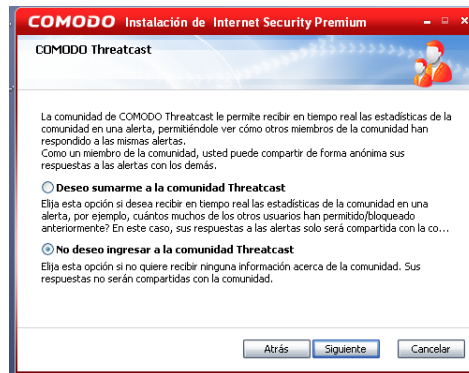 COMODO Instalación de Internet Security Premium
COMODO Threatcast
La comunidad de COMODO Threatcast le permite recibir en tiempo real las estadísticas de la
comunidad en una alerta, permitiéndole ver cómo otros miembros de la comunidad han
respondido a las mismas alertas.
Como un miembro de la comunidad, usted puede compartir de forma anónima sus
respuestas a las alertas con los demás.
Deseo sumarme a la comunidad Threatcast
Elija esta opción si desea recibir en tiempo real las estadísticas de la comunidad en una
alerta, por ejemplo, cuántos muchos de los otros usuarios han permitido/bloqueado
anteriormente? En este caso, sus respuestas a las alertas solo será compartida con la co...
No deseo ingresar a la comunidad Threatcast
Elija esta opción si no quiere recibir ninguna información acerca de la comunidad. Sus
respuestas no serán compartidas con la comunidad.
Atrás Siguiente Cancelar